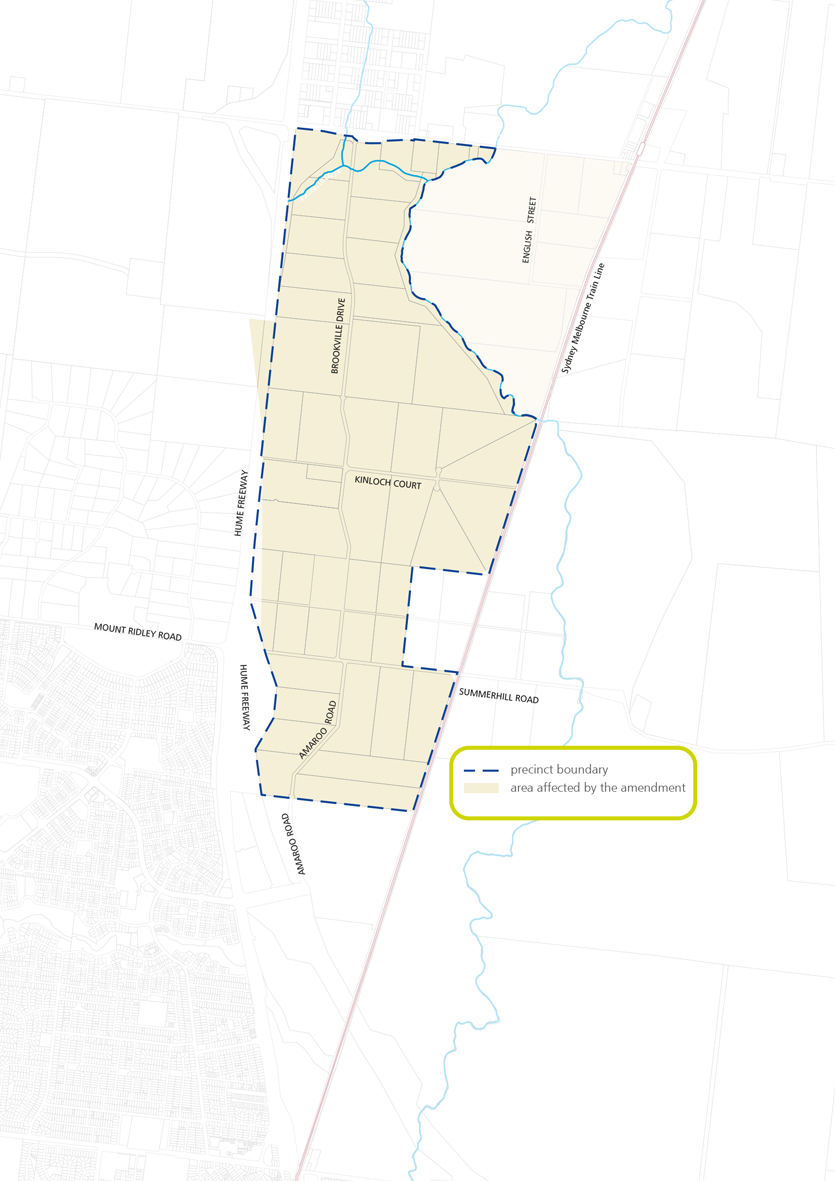 ENGLISH STREET
Sydney Melbourne Train Line
BROOKVILLE DRIVE
KINLOCH COURT
HUME FREEWAY
MOUNT RIDLEY ROAD
HUME FREEWAY
SUMMERHILL ROAD
AMAROO ROAD
precinct boundary
area affected by the amendment
AMAROO ROAD